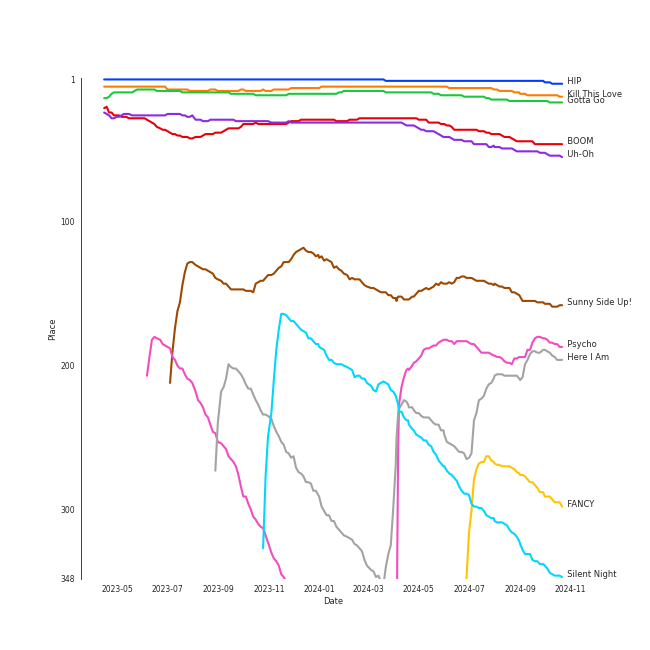 1
HIP
Kill This Love
Gotta Go
BOOM
Uh-Oh
100
Sunny Side Up!
Place
Psycho
Here I Am
200
FANCY
300
Silent Night
348
2023-05 2023-07 2023-09 2023-11 2024-01 2024-03 2024-05 2024-07 2024-09 2024-11
Date